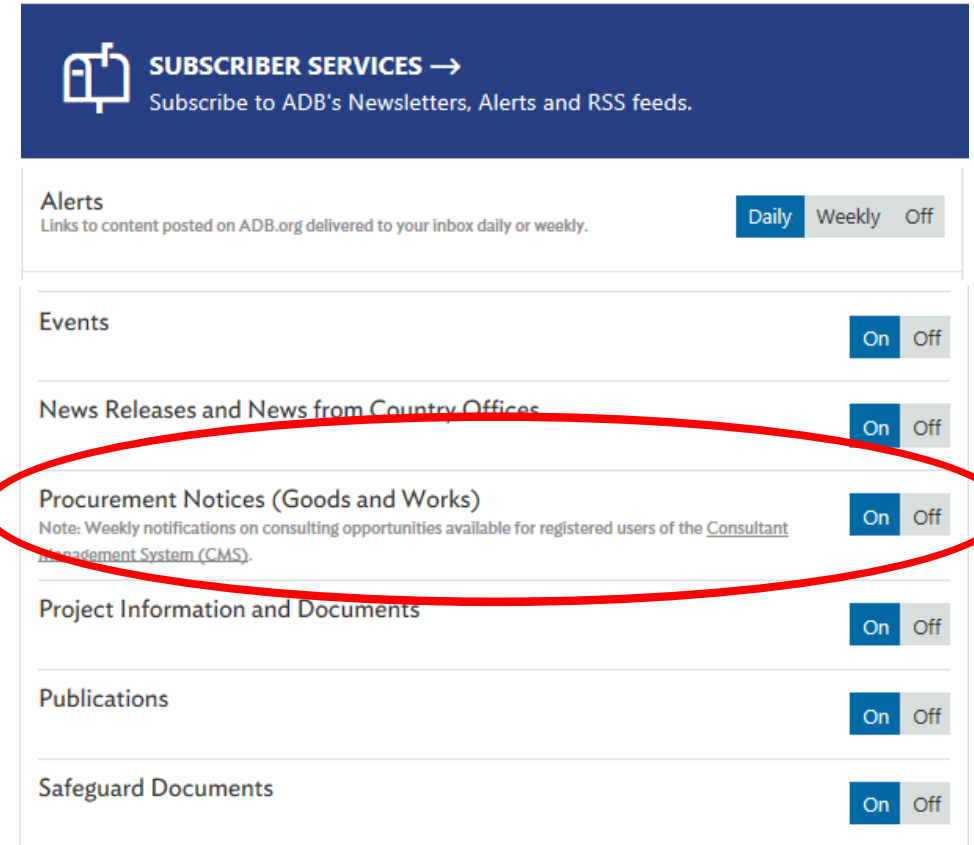 SUBSCRIBER SERVICES →
Subscribe to ADB's Newsletters, Alerts and RSS feeds.
Alerts
Links to content posted on ADB.org delivered to your inbox daily or weekly.
Daily Weekly Off
Events
On Off
News Releases and News from Country Offices
On Off
Procurement Notices (Goods and Works)
Note: Weekly notifications on consulting opportunities available for registered users of the Consultant
Management System (CMS).
On Off
Project Information and Documents
On Off
Publications
On Off
Safeguard Documents
On Off